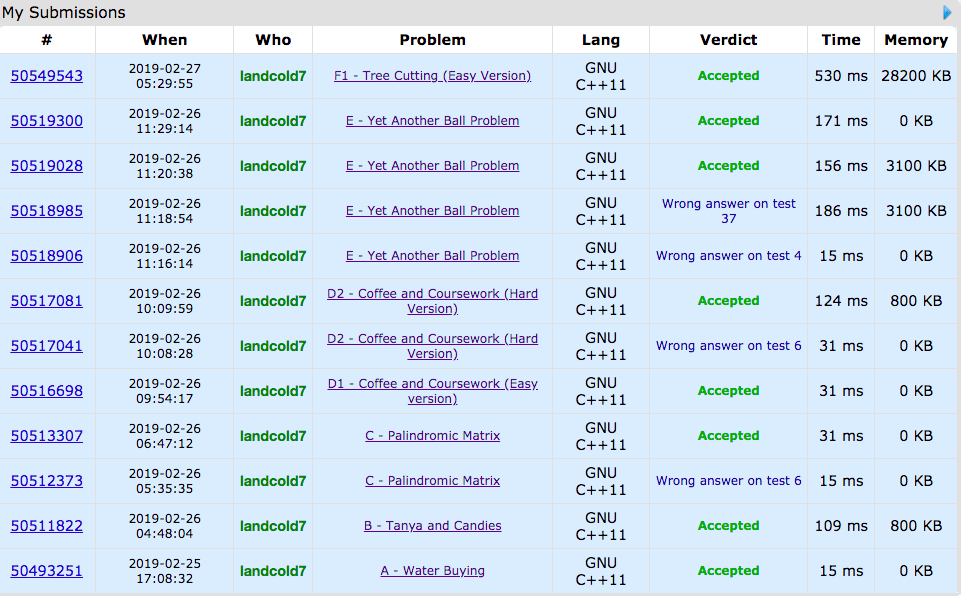 My Submissions
# When Who Problem Lang Verdict Time Memory
50549543 2019-02-27 05:29:55 landcold7 F1 - Tree Cutting (Easy Version) GNU C++11 Accepted 530 ms 28200 KB
50519300 2019-02-26 11:29:14 landcold7 E - Yet Another Ball Problem GNU C++11 Accepted 171 ms 0 KB
50519028 2019-02-26 11:20:38 landcold7 E - Yet Another Ball Problem GNU C++11 Accepted 156 ms 3100 KB
50518985 2019-02-26 11:18:54 landcold7 E - Yet Another Ball Problem GNU C++11 Wrong answer on test 37 186 ms 3100 KB
50518906 2019-02-26 11:16:14 landcold7 E - Yet Another Ball Problem GNU C++11 Wrong answer on test 4 15 ms 0 KB
50517081 2019-02-26 10:09:59 landcold7 D2 - Coffee and Coursework (Hard Version) GNU C++11 Accepted 124 ms 800 KB
50517041 2019-02-26 10:08:28 landcold7 D2 - Coffee and Coursework (Hard Version) GNU C++11 Wrong answer on test 6 31 ms 0 KB
50516698 2019-02-26 09:54:17 landcold7 D1 - Coffee and Coursework (Easy version) GNU C++11 Accepted 31 ms 0 KB
50513307 2019-02-26 06:47:12 landcold7 C - Palindromic Matrix GNU C++11 Accepted 31 ms 0 KB
50512373 2019-02-26 05:35:35 landcold7 C - Palindromic Matrix GNU C++11 Wrong answer on test 6 15 ms 0 KB
50511822 2019-02-26 04:48:04 landcold7 B - Tanya and Candies GNU C++11 Accepted 109 ms 800 KB
50493251 2019-02-25 17:08:32 landcold7 A - Water Buying GNU C++11 Accepted 15 ms 0 KB